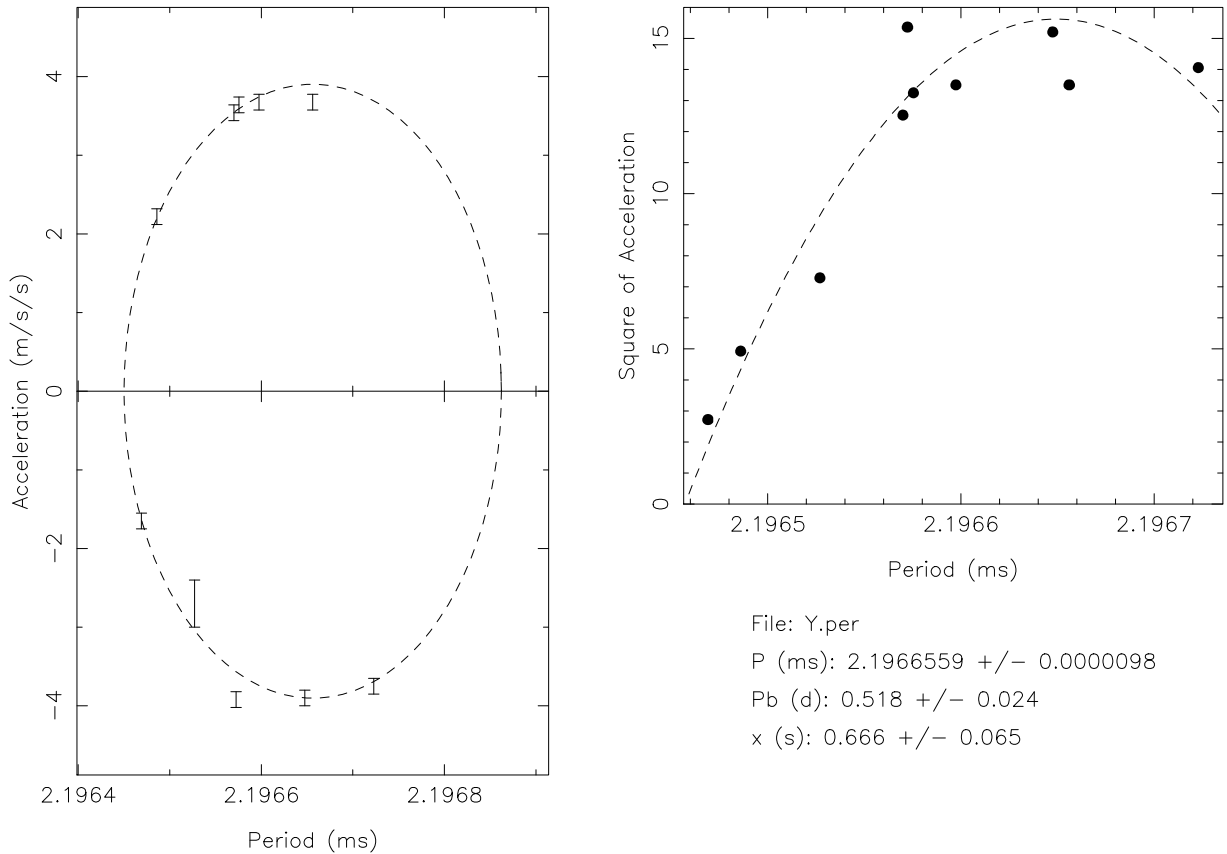 Acceleration (m/s/s)
4
2
0
−2
−4
2.1964 2.1966 2.1968
Period (ms)
Square of Acceleration
15
10
5
0
2.1965 2.1966 2.1967
Period (ms)
File: Y.per
P (ms): 2.1966559 +/− 0.0000098
Pb (d): 0.518 +/− 0.024
x (s): 0.666 +/− 0.065